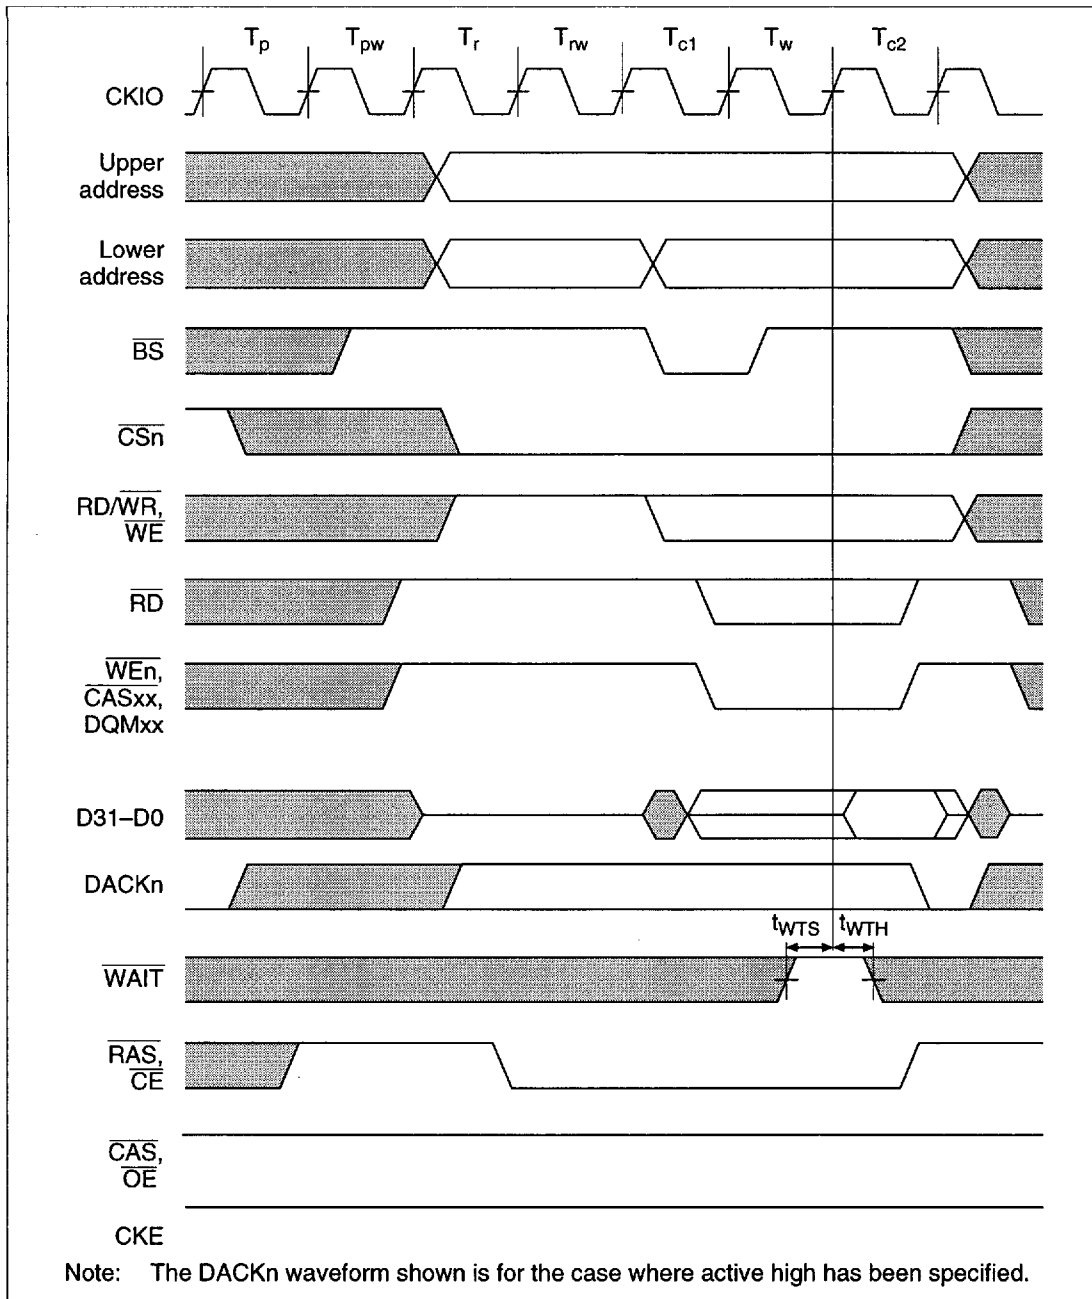 Tp Tpw Tr Trw Tc1 Tw Tc2
CKIO
Upper
address
Lower
address
BS
CSn
RD/WR,
WE
RD
WEn,
CASxx,
DQMxx
D31–D0
DACKn
tWTS tWTH
WAIT
RAS,
CE
CAS,
OE
CKE
Note: The DACKn waveform shown is for the case where active high has been specified.